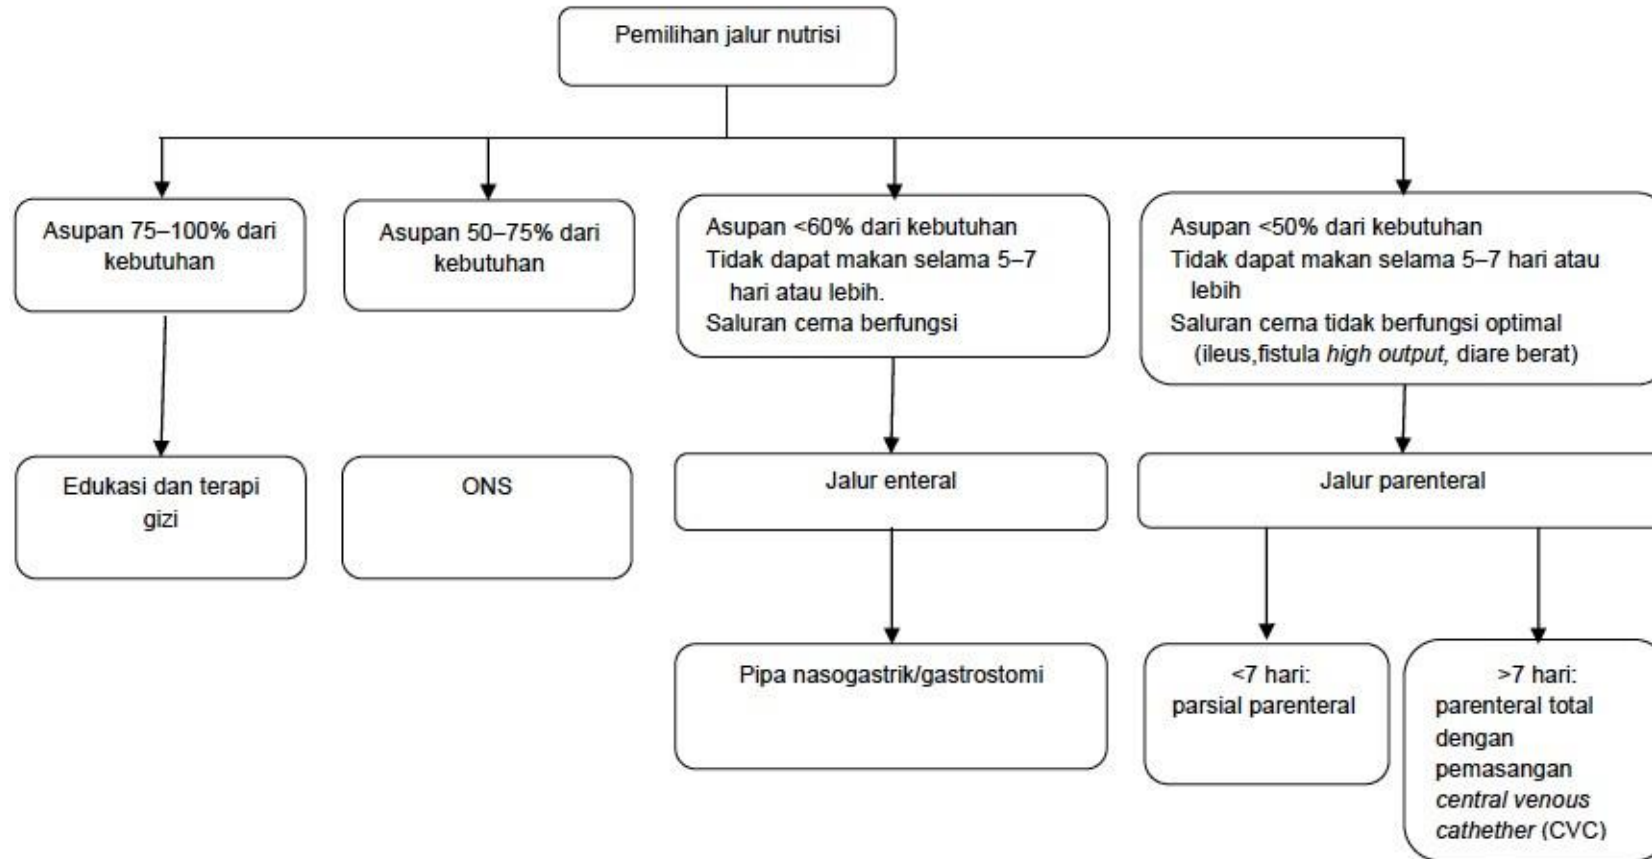 Pemilihan jalur nutrisi
Asupan 75–100% dari
kebutuhan
Asupan 50–75% dari
kebutuhan
Asupan <60% dari kebutuhan
Tidak dapat makan selama 5–7
hari atau lebih.
Saluran cerna berfungsi
Asupan <50% dari kebutuhan
Tidak dapat makan selama 5–7 hari atau
lebih
Saluran cerna tidak berfungsi optimal
(ileus,fistula high output, diare berat)
Edukasi dan terapi
gizi
ONS
Jalur enteral
Jalur parenteral
Pipa nasogastrik/gastrostomi
<7 hari:
parsial parenteral
>7 hari:
parenteral total
dengan
pemasangan
central venous
cathether (CVC)